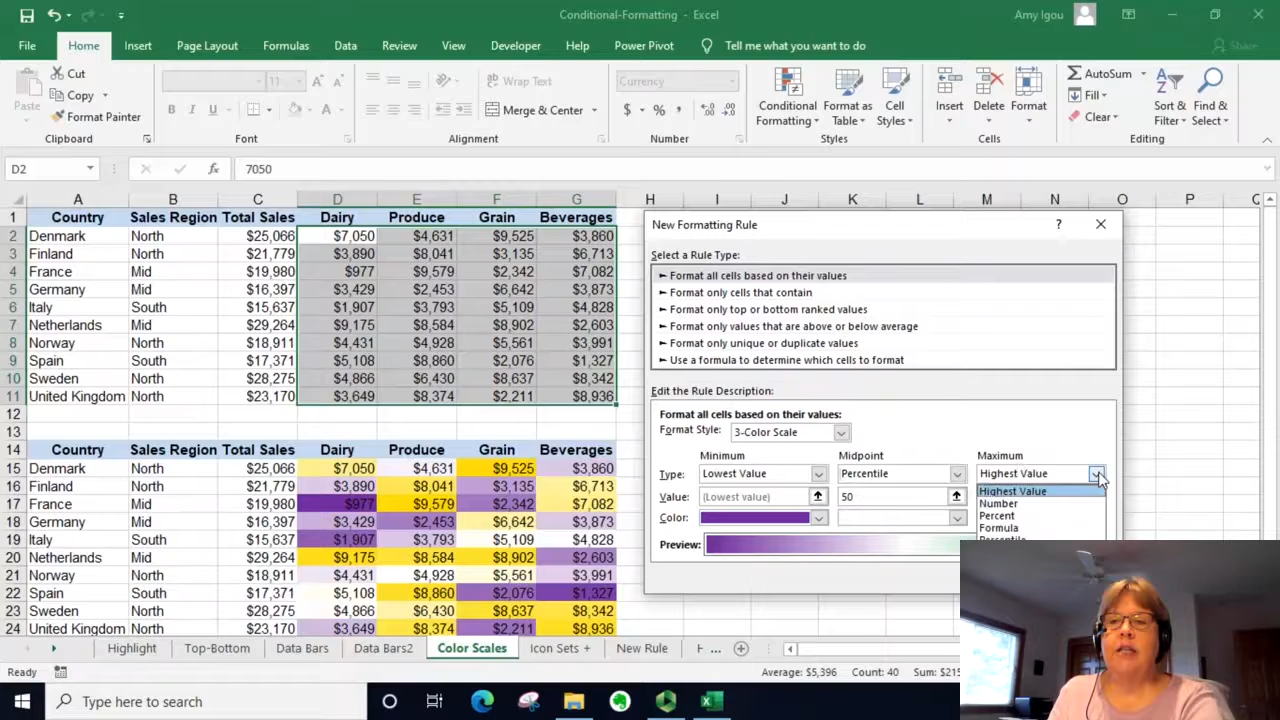 Conditional-Formatting - Excel
Amy Igou
File Home Insert Page Layout Formulas Data Review View Developer Help Power Pivot Tell me what you want to do Share
Paste
Cut
Copy
Format Painter
Clipboard
11 A A
B I U A
Font
Wrap Text
Merge & Center
Alignment
Currency
$ % ,
Number
Conditional Formatting
Format as Table
Cell Styles
Styles
Insert Delete Format
Cells
AutoSum
Fill
Clear
Sort & Filter
Find & Select
Editing
D2 fx 7050
A B C D E F G H I J K L M N O P Q
1 Country Sales Region Total Sales Dairy Produce Grain Beverages
2 Denmark North $25,066 $7,050 $4,631 $9,525 $3,860
3 Finland North $21,779 $3,890 $8,041 $3,135 $6,713
4 France Mid $19,980 $977 $9,579 $2,342 $7,082
5 Germany Mid $16,397 $3,429 $2,453 $6,642 $3,873
6 Italy South $15,637 $1,907 $3,793 $5,109 $4,828
7 Netherlands Mid $29,264 $9,175 $8,584 $8,902 $2,603
8 Norway North $18,911 $4,431 $4,928 $5,561 $3,991
9 Spain South $17,371 $5,108 $8,860 $2,076 $1,327
10 Sweden North $28,275 $4,866 $6,430 $8,637 $8,342
11 United Kingdom North $23,170 $3,649 $8,374 $2,211 $8,936
12
13
14 Country Sales Region Total Sales Dairy Produce Grain Beverages
15 Denmark North $25,066 $7,050 $4,631 $9,525 $3,860
16 Finland North $21,779 $3,890 $8,041 $3,135 $6,713
17 France Mid $19,980 $977 $9,579 $2,342 $7,082
18 Germany Mid $16,397 $3,429 $2,453 $6,642 $3,873
19 Italy South $15,637 $1,907 $3,793 $5,109 $4,828
20 Netherlands Mid $29,264 $9,175 $8,584 $8,902 $2,603
21 Norway North $18,911 $4,431 $4,928 $5,561 $3,991
22 Spain South $17,371 $5,108 $8,860 $2,076 $1,327
23 Sweden North $28,275 $4,866 $6,430 $8,637 $8,342
24 United Kingdom North $23,170 $3,649 $8,374 $2,211 $8,936
New Formatting Rule ?
Select a Rule Type:
► Format all cells based on their values
► Format only cells that contain
► Format only top or bottom ranked values
► Format only values that are above or below average
► Format only unique or duplicate values
► Use a formula to determine which cells to format
Edit the Rule Description:
Format all cells based on their values:
Format Style: 3-Color Scale
Minimum Midpoint Maximum
Type: Lowest Value Percentile Highest Value
Value: (Lowest value) 50
Color:
Preview:
Highest Value
Number
Percent
Formula
Percentile
Highlight Top-Bottom Data Bars Data Bars2 Color Scales Icon Sets + New Rule ...
Ready Average: $5,396 Count: 40 Sum: $215
Type here to search